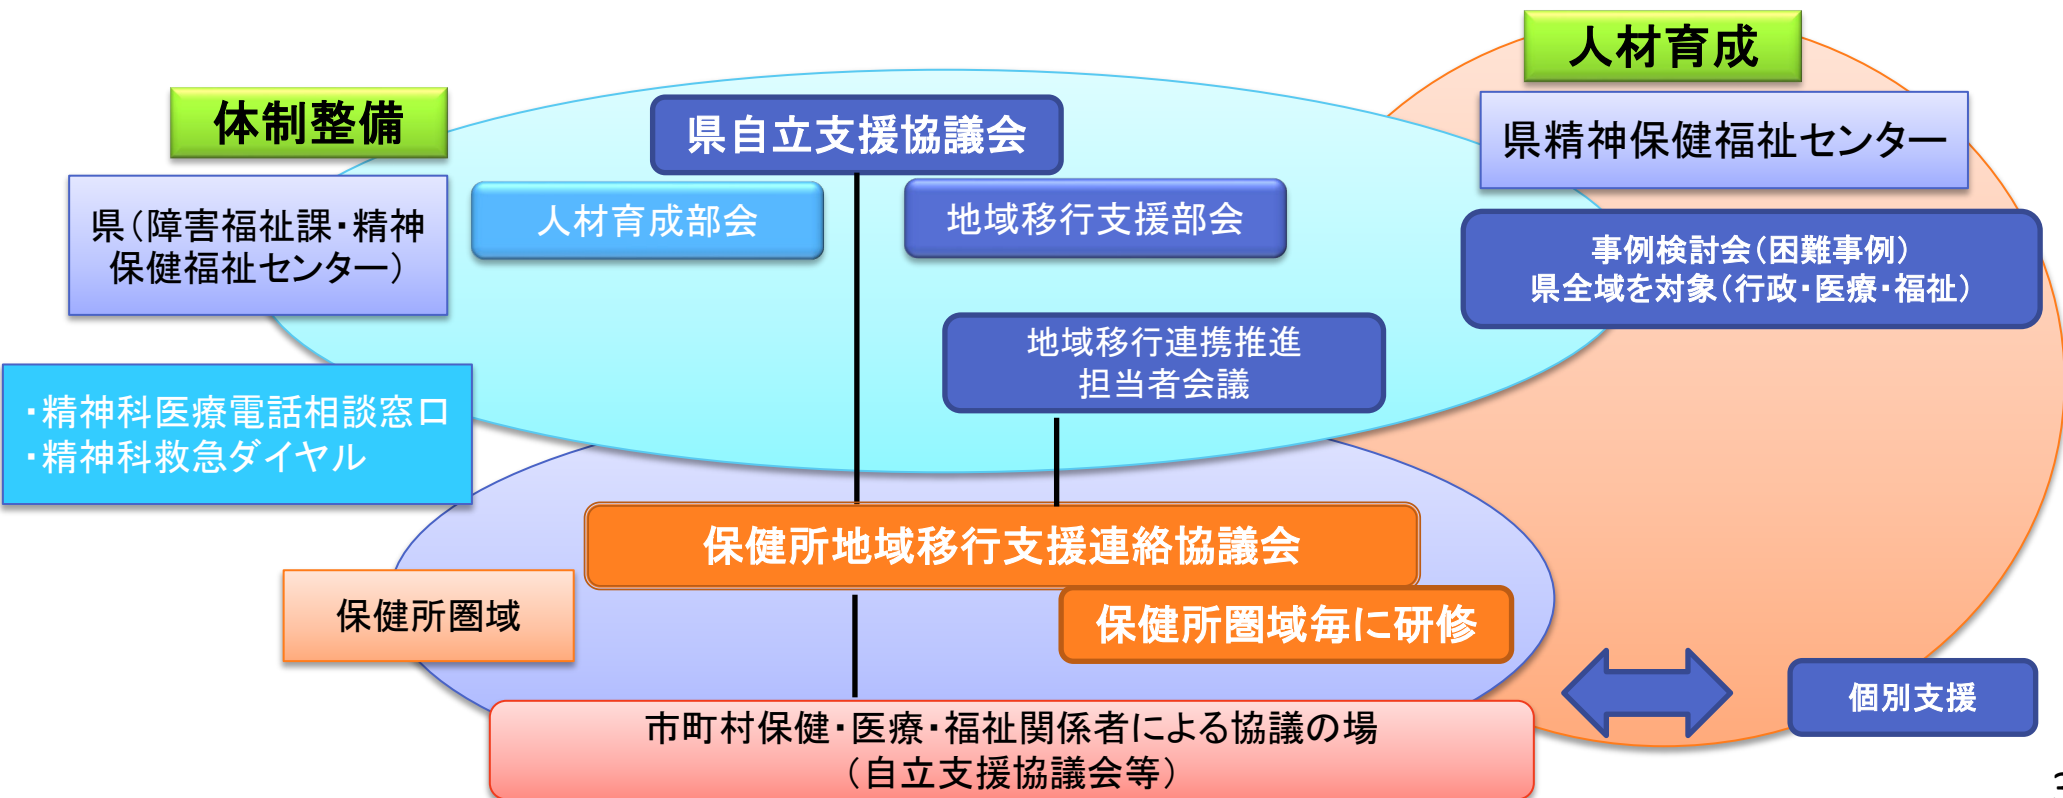 人材育成
体制整備
県自立支援協議会
県精神保健福祉センター
県（障害福祉課・精神
保健福祉センター）
人材育成部会
地域移行支援部会
事例検討会（困難事例）
県全域を対象（行政・医療・福祉）
地域移行連携推進
担当者会議
・精神科医療電話相談窓口
・精神科救急ダイヤル
保健所地域移行支援連絡協議会
保健所圏域
保健所圏域毎に研修
個別支援
市町村保健・医療・福祉関係者による協議の場
（自立支援協議会等）